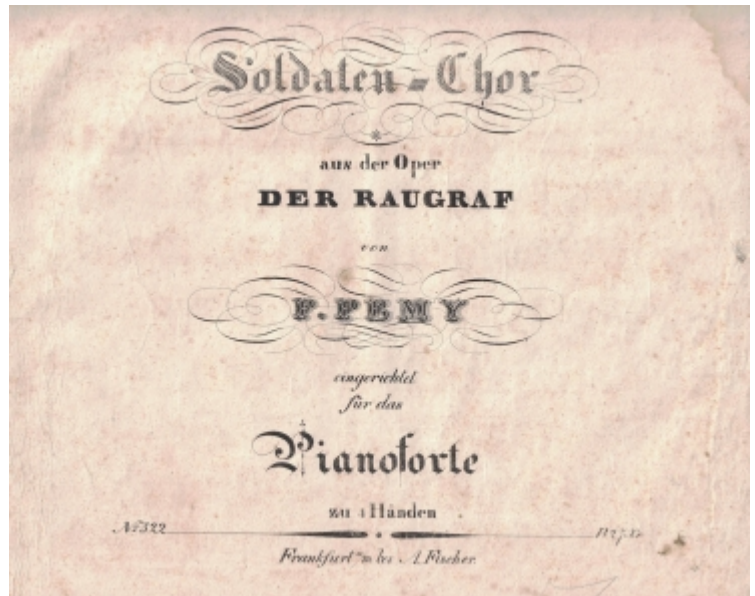 Soldaten=Chor
aus der Oper
DER RAUGRAF
von
F. PEMY
eingerichtet
für das
Pianoforte
zu 4 Händen
No 322
Frankfurt a/m bei A. Fischer.